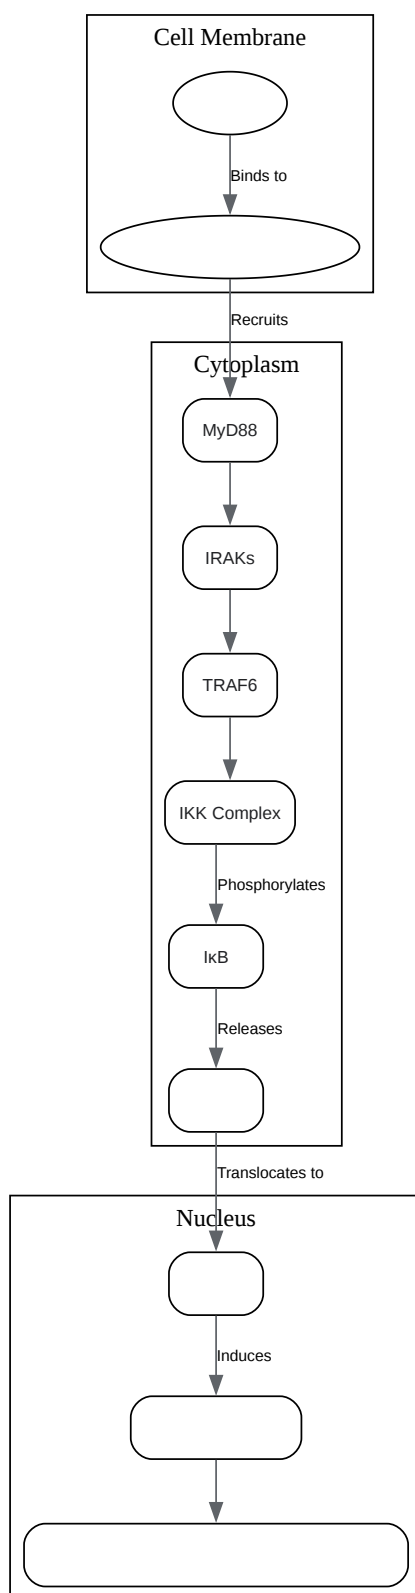 Cell Membrane
Binds to
Recruits
Cytoplasm
MyD88
IRAKs
TRAF6
IKK Complex
Phosphorylates
IκB
Releases
Translocates to
Nucleus
Induces